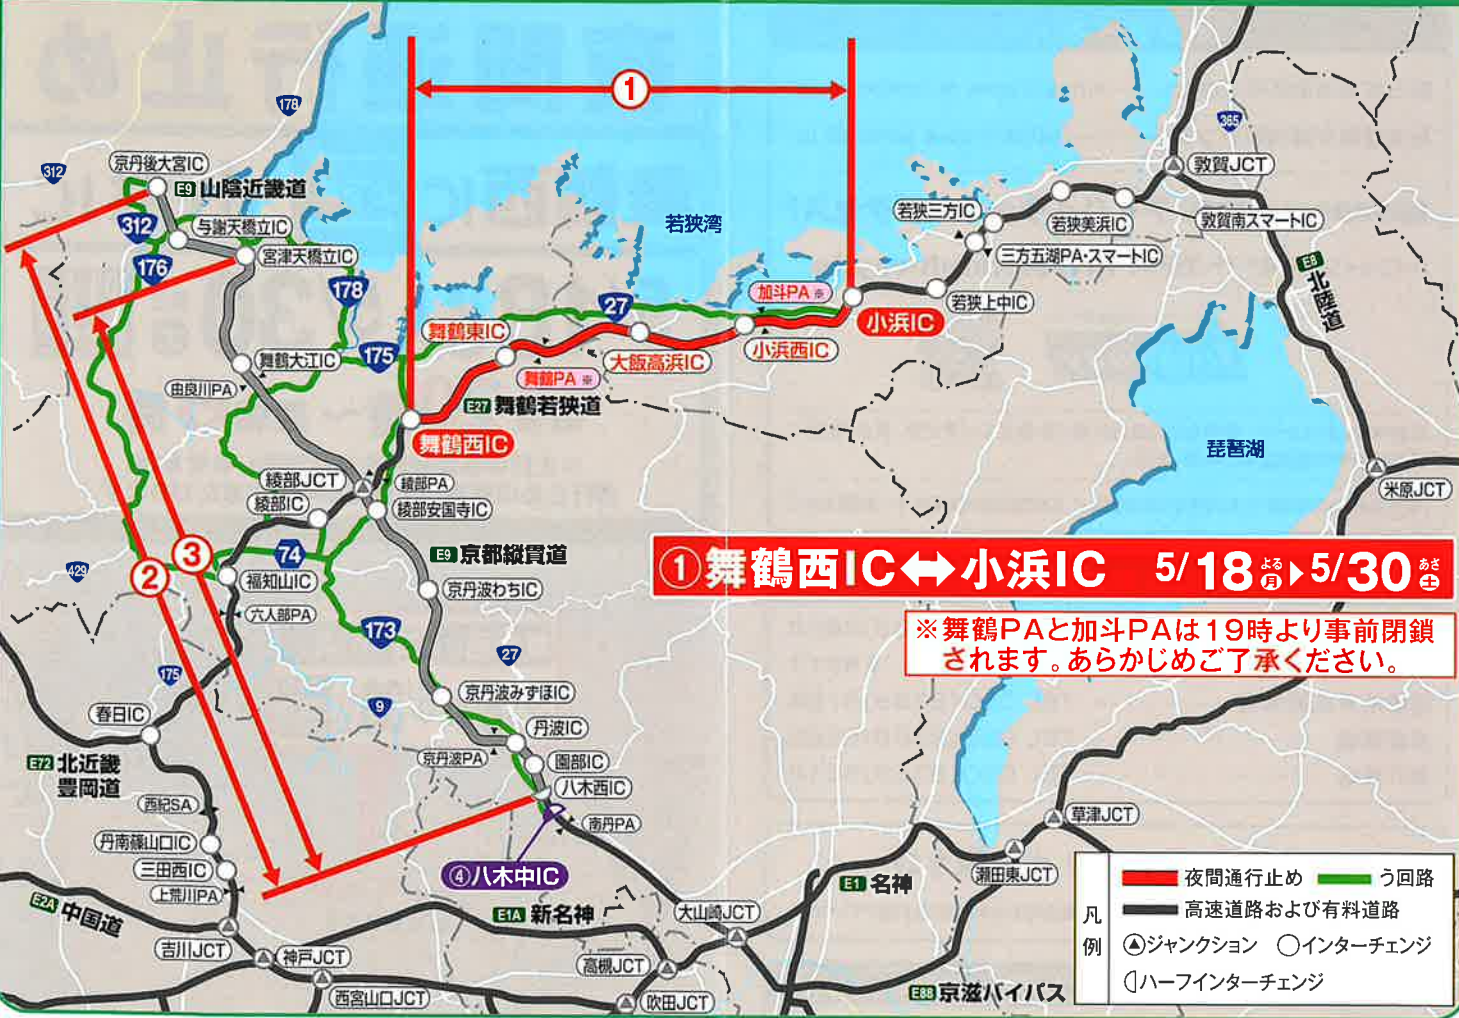 ①
178
365
312
京丹後大宮IC
E9 山陰近畿道
敦賀JCT
312
与謝天橋立IC
若狭湾
若狭三方IC
若狭美浜IC
敦賀南スマートIC
宮津天橋立IC
三方五湖PA・スマートIC
176
178
E8 北陸道
加斗PA※
若狭上中IC
27
小浜IC
舞鶴東IC
175
舞鶴大江IC
大飯高浜IC
小浜西IC
由良川PA
舞鶴PA※
E27 舞鶴若狭道
舞鶴西IC
琵琶湖
綾部JCT
綾部PA
米原JCT
綾部IC
綾部安国寺IC
③
74
E9 京都縦貫道
429
②
福知山IC
京丹波わちIC
①舞鶴西IC↔小浜IC 5/18よる月▶5/30あさ土
六人部PA
※舞鶴PAと加斗PAは19時より事前閉鎖
されます。あらかじめご了承ください。
173
27
175
京丹波みずほIC
9
春日IC
丹波IC
京丹波PA
園部IC
E72 北近畿
豊岡道
八木西IC
西紀SA
南丹PA
草津JCT
丹南篠山口IC
三田西IC
④八木中IC
瀬田東JCT
上荒川PA
E1 名神
E2A 中国道
E1A 新名神
大山崎JCT
吉川JCT
神戸JCT
高槻JCT
西宮山口JCT
吹田JCT
E88 京滋バイパス
凡例
夜間通行止め う回路
高速道路および有料道路
ジャンクション インターチェンジ
ハーフインターチェンジ